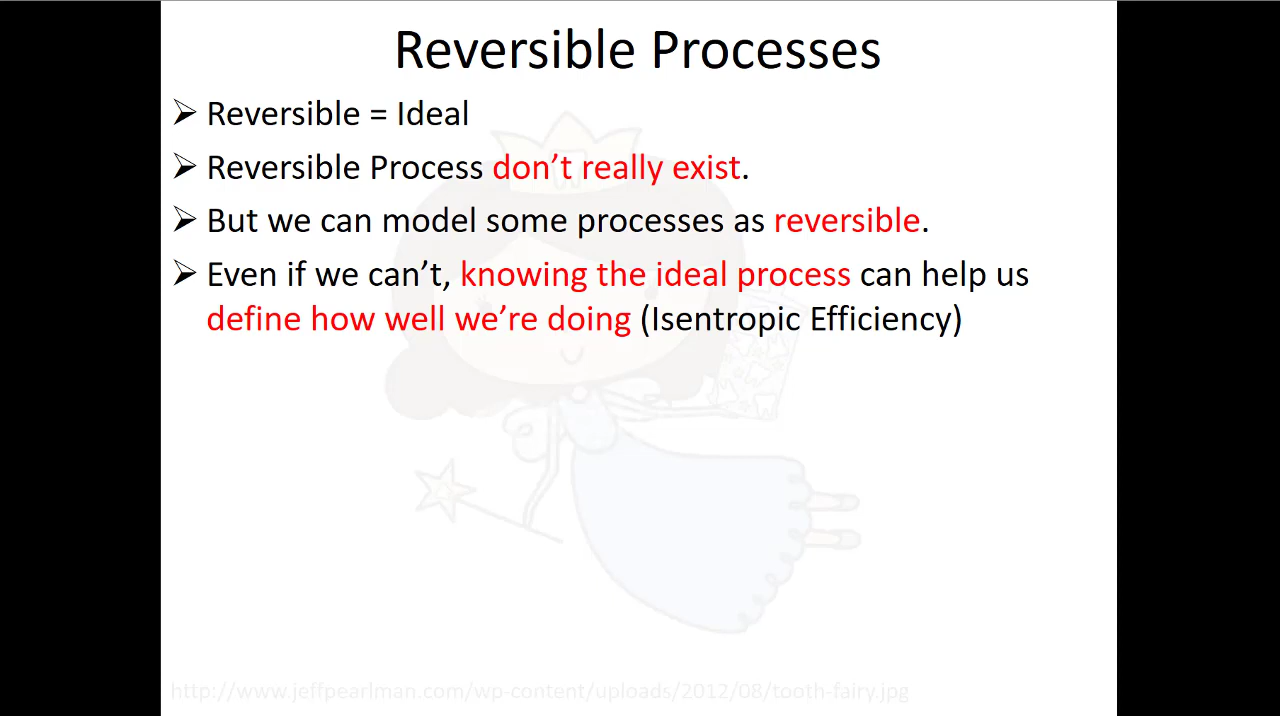 Reversible Processes
Reversible = Ideal
Reversible Process don’t really exist.
But we can model some processes as reversible.
Even if we can’t, knowing the ideal process can help us
define how well we’re doing (Isentropic Efficiency)
http://www.jeffpearlman.com/wp-content/uploads/2012/08/tooth-fairy.jpg